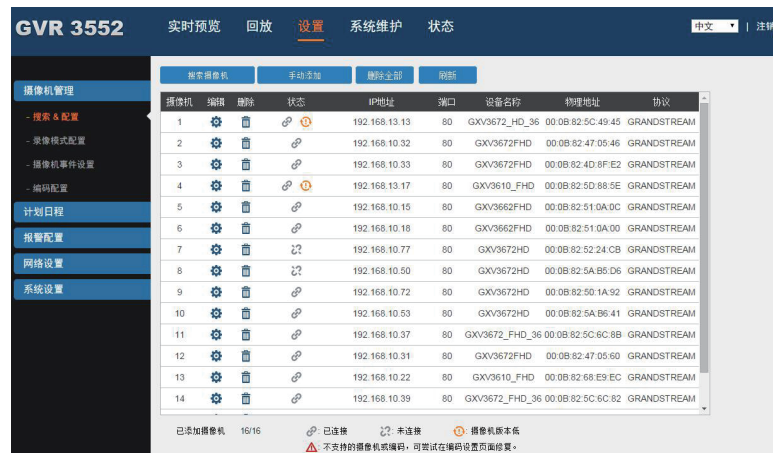 GVR 3552 实时预览 回放 设置 系统维护 状态 中文 | 注销
搜索摄像机 手动添加 删除全部 刷新
摄像机管理
- 搜索 & 配置
- 录像模式配置
- 摄像机事件设置
- 编码配置
计划日程
报警配置
网络设置
系统设置
摄像机 编辑 删除 状态 IP地址 端口 设备名称 物理地址 协议
1 192.168.13.13 80 GXV3672_HD_36 00:0B:82:5C:49:45 GRANDSTREAM
2 192.168.10.32 80 GXV3672FHD 00:0B:82:47:05:46 GRANDSTREAM
3 192.168.10.33 80 GXV3672FHD 00:0B:82:4D:8F:E2 GRANDSTREAM
4 192.168.13.17 80 GXV3610_FHD 00:0B:82:5D:88:5E GRANDSTREAM
5 192.168.10.15 80 GXV3662FHD 00:0B:82:51:0A:0C GRANDSTREAM
6 192.168.10.18 80 GXV3662FHD 00:0B:82:51:0A:00 GRANDSTREAM
7 192.168.10.77 80 GXV3672HD 00:0B:82:52:24:CB GRANDSTREAM
8 192.168.10.50 80 GXV3672HD 00:0B:82:5A:B5:D6 GRANDSTREAM
9 192.168.10.72 80 GXV3672HD 00:0B:82:50:1A:92 GRANDSTREAM
10 192.168.10.53 80 GXV3672HD 00:0B:82:5A:B6:41 GRANDSTREAM
11 192.168.10.37 80 GXV3672_FHD_36 00:0B:82:5C:6C:8B GRANDSTREAM
12 192.168.10.31 80 GXV3672FHD 00:0B:82:47:05:60 GRANDSTREAM
13 192.168.10.22 80 GXV3610_FHD 00:0B:82:68:E9:EC GRANDSTREAM
14 192.168.10.39 80 GXV3672_FHD_36 00:0B:82:5C:6C:82 GRANDSTREAM
已添加摄像机 16/16 : 已连接 : 未连接 : 摄像机版本低
: 不支持的摄像机或编码，可尝试在编码设置页面修复。